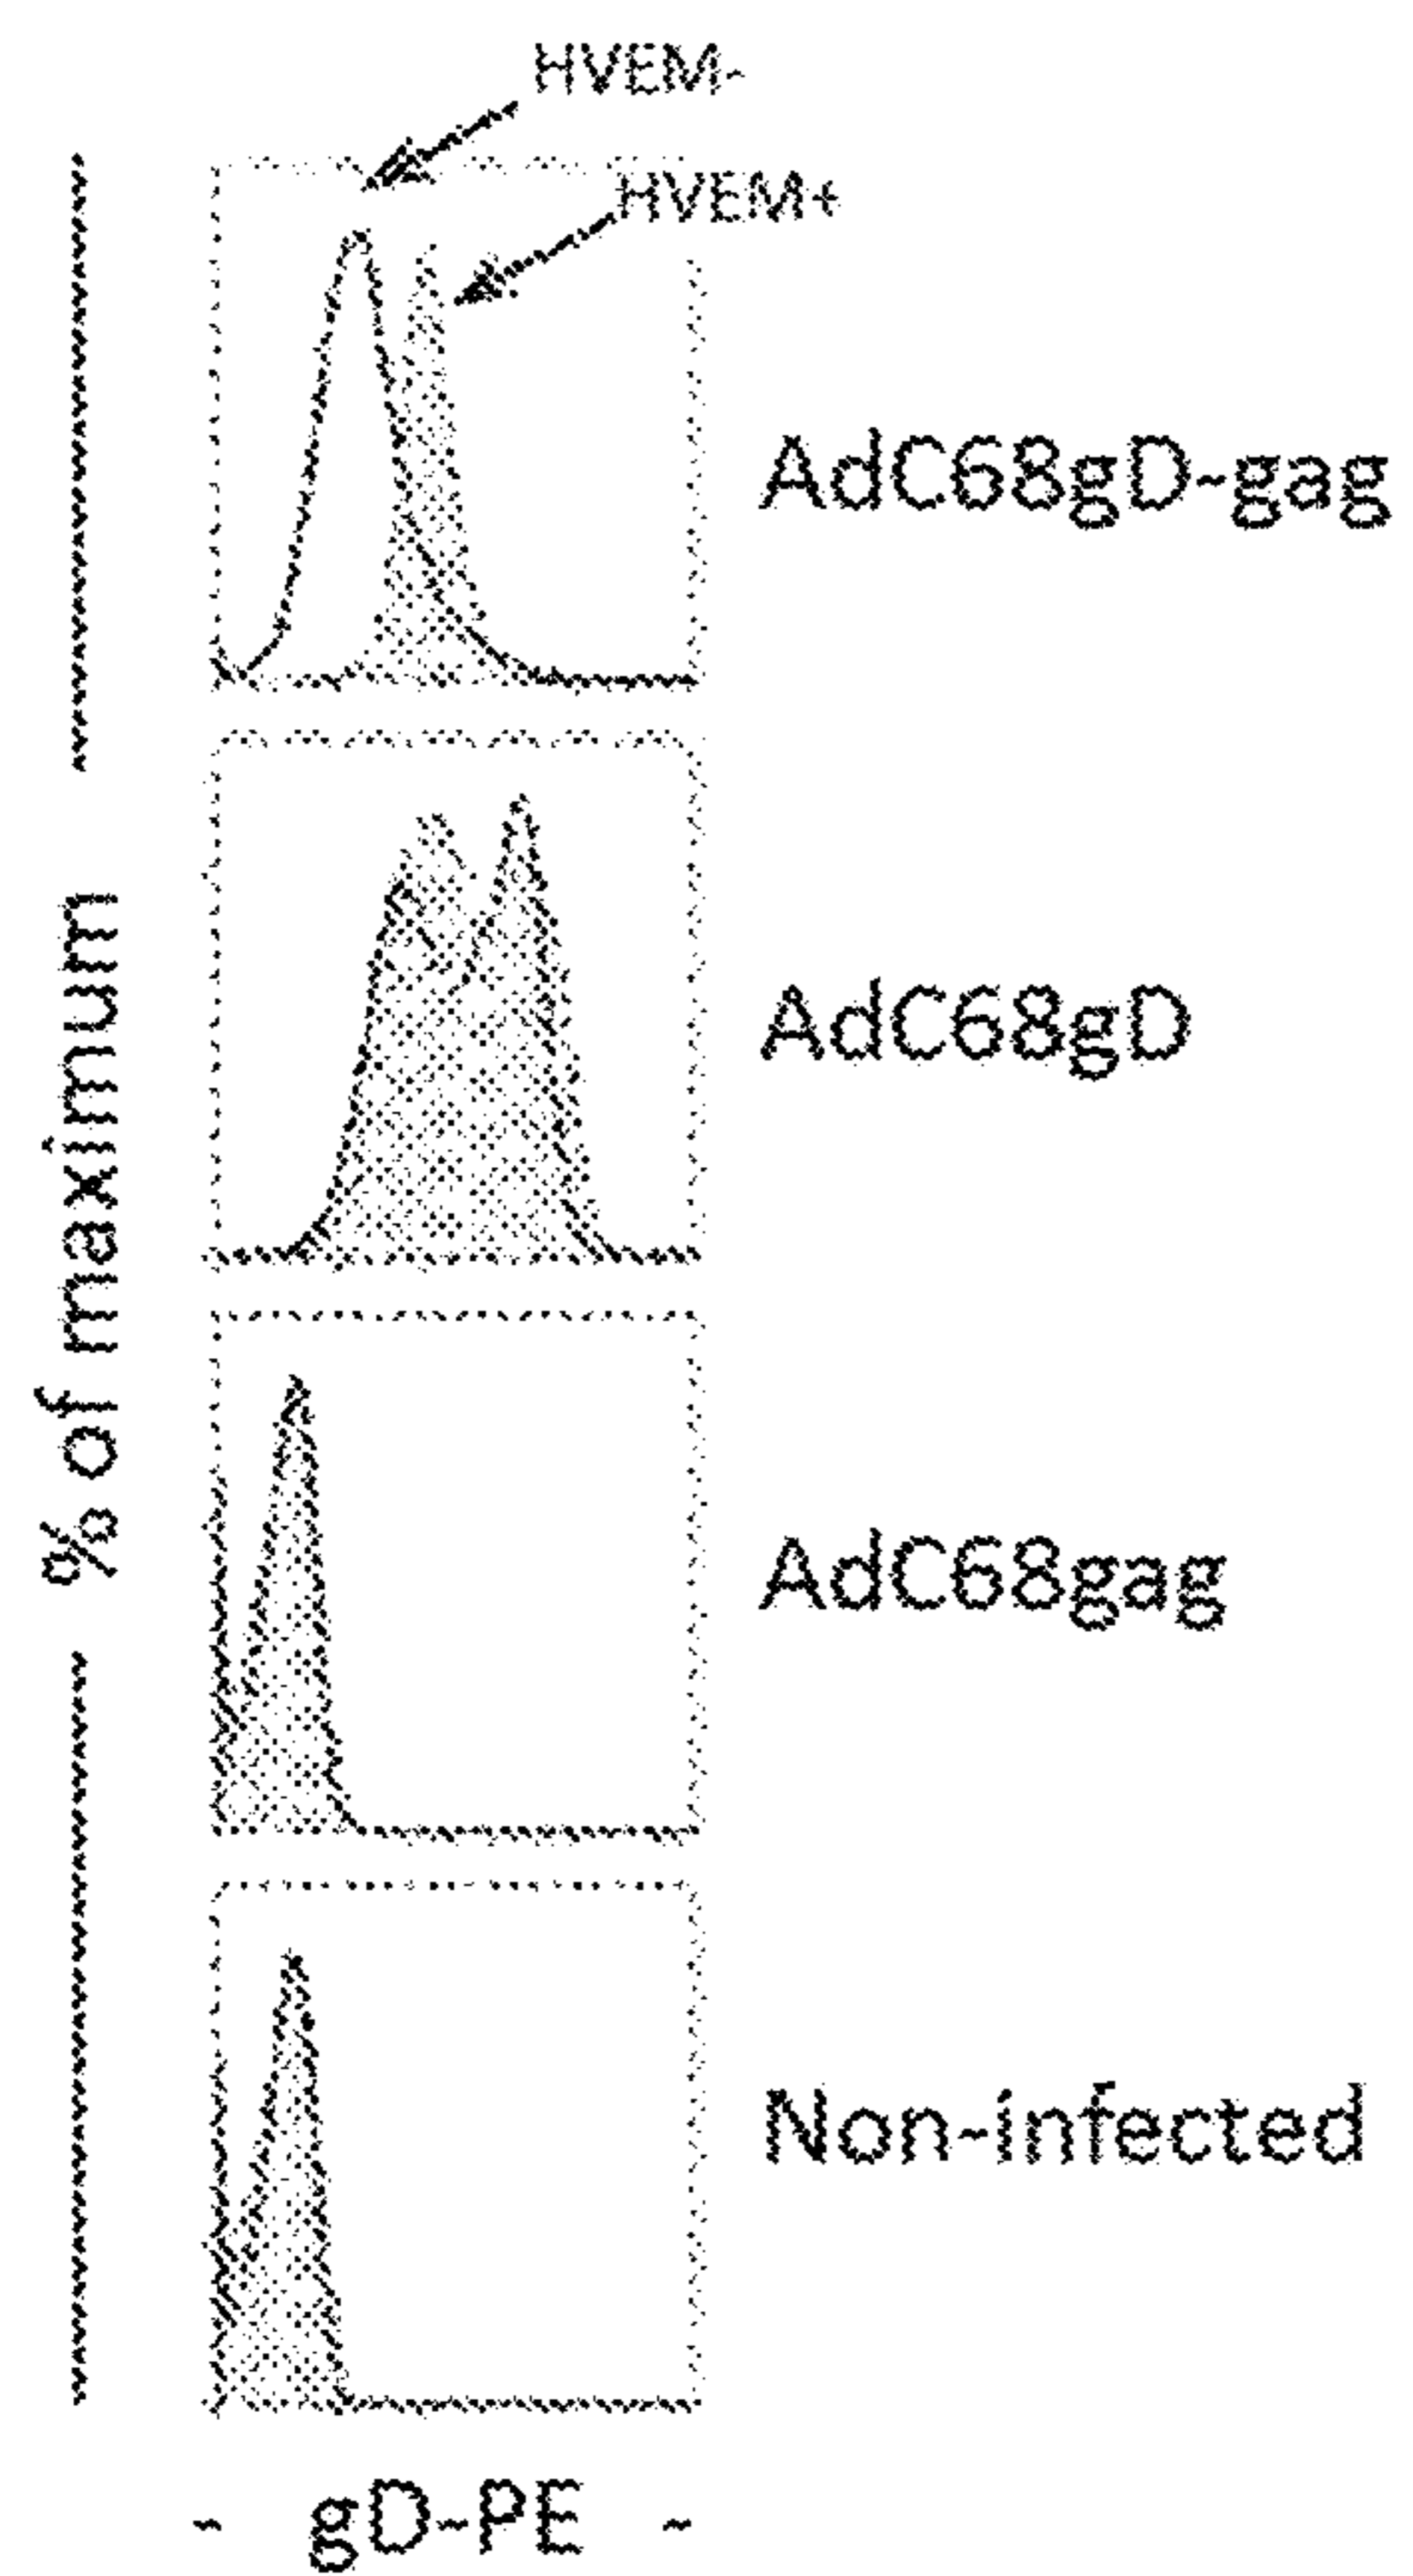 HVEM-
HVEM+
AdC68gD-gag
AdC68gD
% of maximum
AdC68gag
Non-infected
- gD-PE -